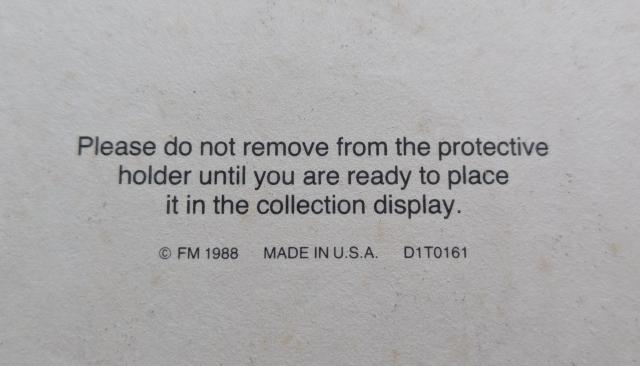 Please do not remove from the protective
holder until you are ready to place
it in the collection display.
© FM 1988 MADE IN U.S.A. D1T0161